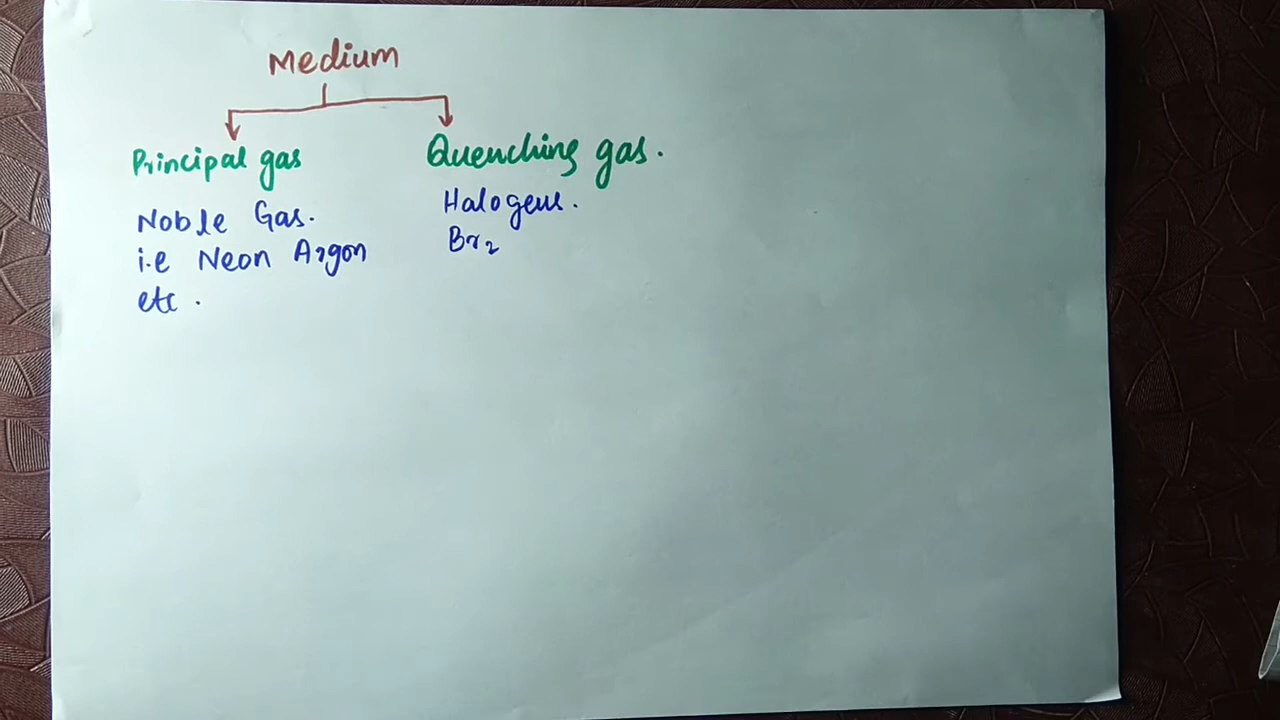 Medium
Principal gas
Quenching gas.
Noble Gas.
i.e Neon Argon
etc.
Halogens.
Br₂